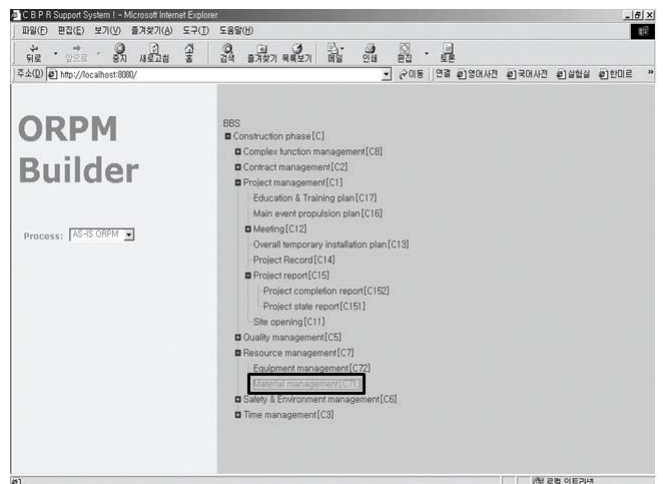 C B P R Support System ! - Microsoft Internet Explorer
파일(F) 편집(E) 보기(V) 즐겨찾기(A) 도구(T) 도움말(H)
뒤로 앞으로 중지 새로고침 홈 검색 즐겨찾기 목록보기 메일 인쇄 편집 토론
주소(D) http://localhost:8080/ 이동 연결 영어사전 국어사전 실험실 한미르 »
ORPM
Builder
Process: AS-IS ORPM
BBS
Construction phase[C]
Complex function management[C8]
Contract management[C2]
Project management[C1]
Education & Training plan[C17]
Main event propulsion plan[C16]
Meeting[C12]
Overall temporary installation plan[C13]
Project Record[C14]
Project report[C15]
Project completion report[C152]
Project state report[C151]
Site opening[C11]
Quality management[C5]
Resource management[C7]
Equipment management[C72]
Material management[C71]
Safety & Environment management[C6]
Time management[C3]
로컬 인트라넷